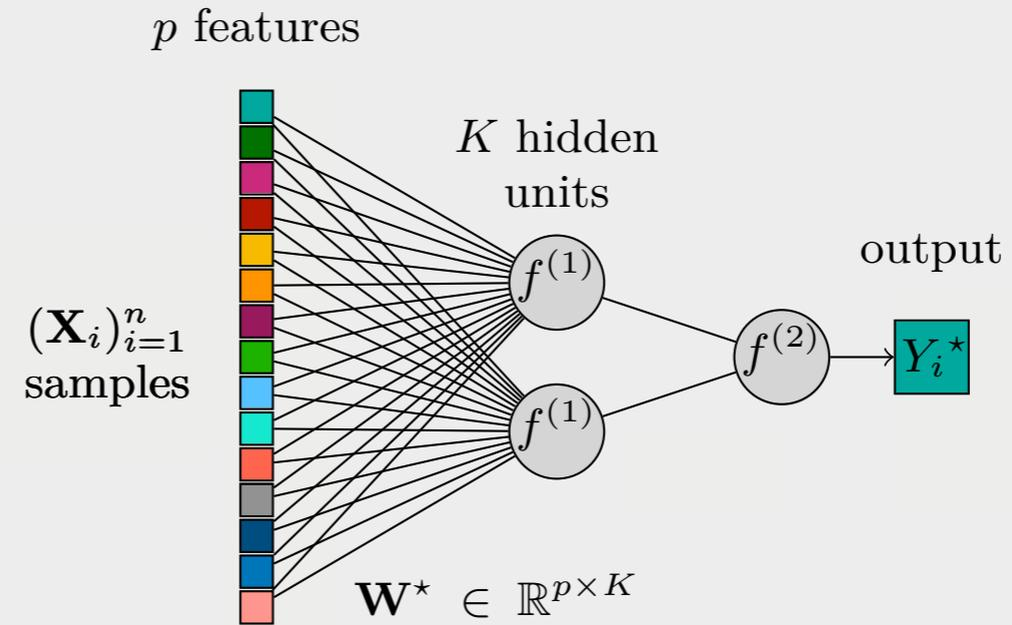 p features
K hidden
units
output
f^{(1)}
f^{(2)}
Y_i^⋆
(𝐗_i)_{i=1}^n
samples
f^{(1)}
𝐖^⋆ ∈ ℝ^{p×K}